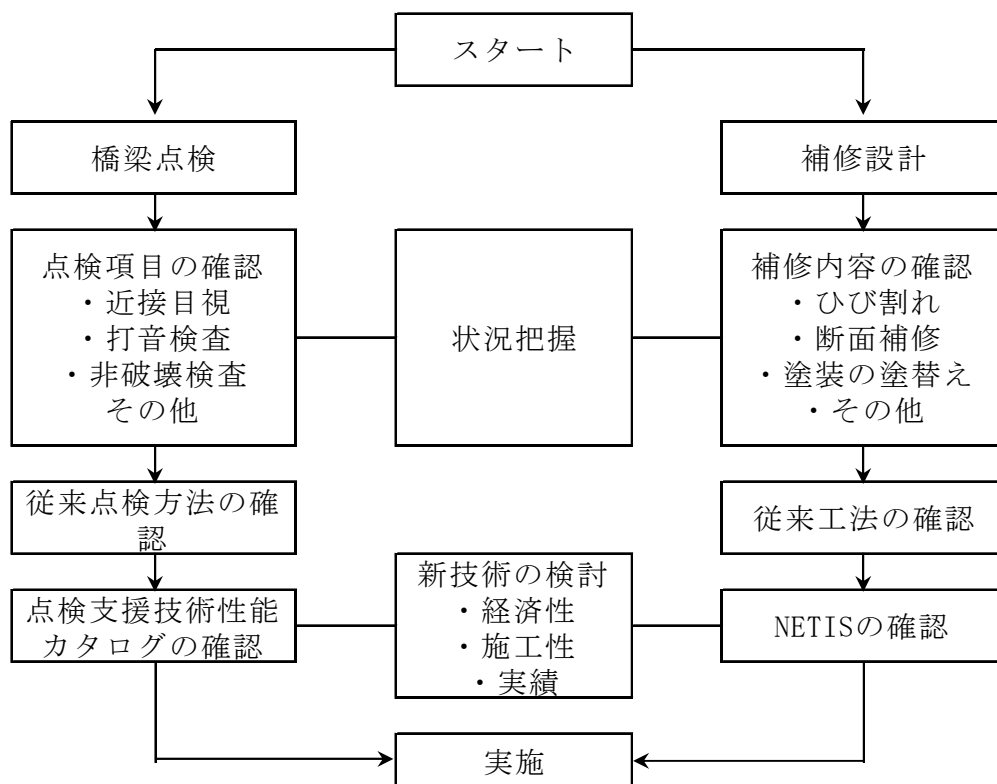 スタート
橋梁点検
補修設計
点検項目の確認
・近接目視
・打音検査
・非破壊検査
その他
状況把握
補修内容の確認
・ひび割れ
・断面補修
・塗装の塗替え
・その他
従来点検方法の確
認
従来工法の確認
点検支援技術性能
カタログの確認
新技術の検討
・経済性
・施工性
・実績
NETISの確認
実施